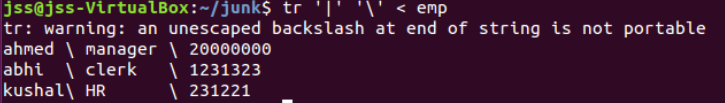 jss@jss-VirtualBox:~/junk$ tr '|' '\' < emp
tr: warning: an unescaped backslash at end of string is not portable
ahmed \ manager \ 20000000
abhi  \ clerk   \ 1231323
kushal\ HR      \ 231221